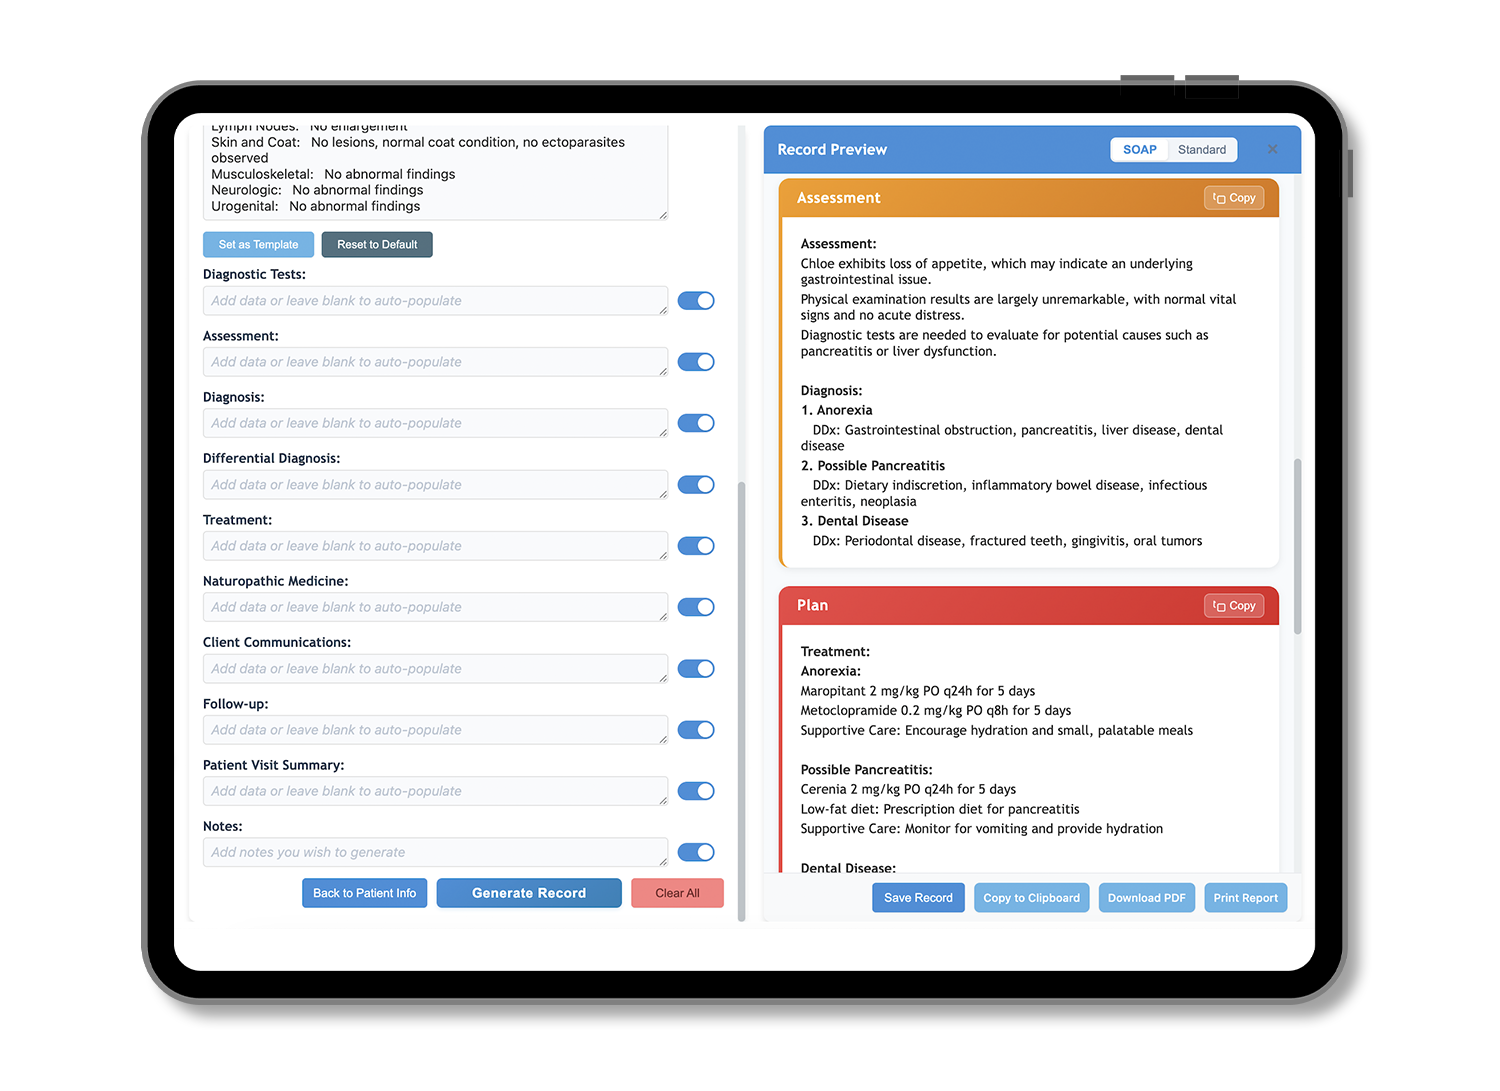 Lymph Nodes: No enlargement
Skin and Coat: No lesions, normal coat condition, no ectoparasites
observed
Musculoskeletal: No abnormal findings
Neurologic: No abnormal findings
Urogenital: No abnormal findings
Set as Template
Reset to Default
Diagnostic Tests:
Add data or leave blank to auto-populate
Assessment:
Add data or leave blank to auto-populate
Diagnosis:
Add data or leave blank to auto-populate
Differential Diagnosis:
Add data or leave blank to auto-populate
Treatment:
Add data or leave blank to auto-populate
Naturopathic Medicine:
Add data or leave blank to auto-populate
Client Communications:
Add data or leave blank to auto-populate
Follow-up:
Add data or leave blank to auto-populate
Patient Visit Summary:
Add data or leave blank to auto-populate
Notes:
Add notes you wish to generate
Back to Patient Info
Generate Record
Clear All
Record Preview
SOAP
Standard
Assessment
Copy
Assessment:
Chloe exhibits loss of appetite, which may indicate an underlying
gastrointestinal issue.
Physical examination results are largely unremarkable, with normal vital
signs and no acute distress.
Diagnostic tests are needed to evaluate for potential causes such as
pancreatitis or liver dysfunction.
Diagnosis:
1. Anorexia
DDx: Gastrointestinal obstruction, pancreatitis, liver disease, dental
disease
2. Possible Pancreatitis
DDx: Dietary indiscretion, inflammatory bowel disease, infectious
enteritis, neoplasia
3. Dental Disease
DDx: Periodontal disease, fractured teeth, gingivitis, oral tumors
Plan
Copy
Treatment:
Anorexia:
Maropitant 2 mg/kg PO q24h for 5 days
Metoclopramide 0.2 mg/kg PO q8h for 5 days
Supportive Care: Encourage hydration and small, palatable meals
Possible Pancreatitis:
Cerenia 2 mg/kg PO q24h for 5 days
Low-fat diet: Prescription diet for pancreatitis
Supportive Care: Monitor for vomiting and provide hydration
Dental Disease:
Save Record
Copy to Clipboard
Download PDF
Print Report